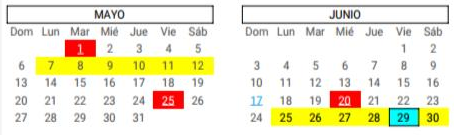 MAYO
Dom Lun Mar Mié Jue Vie Sáb
1 2 3 4 5
6 7 8 9 10 11 12
13 14 15 16 17 18 19
20 21 22 23 24 25 26
27 28 29 30 31
JUNIO
Dom Lun Mar Mié Jue Vie Sáb
1 2
3 4 5 6 7 8 9
10 11 12 13 14 15 16
17 18 19 20 21 22 23
24 25 26 27 28 29 30